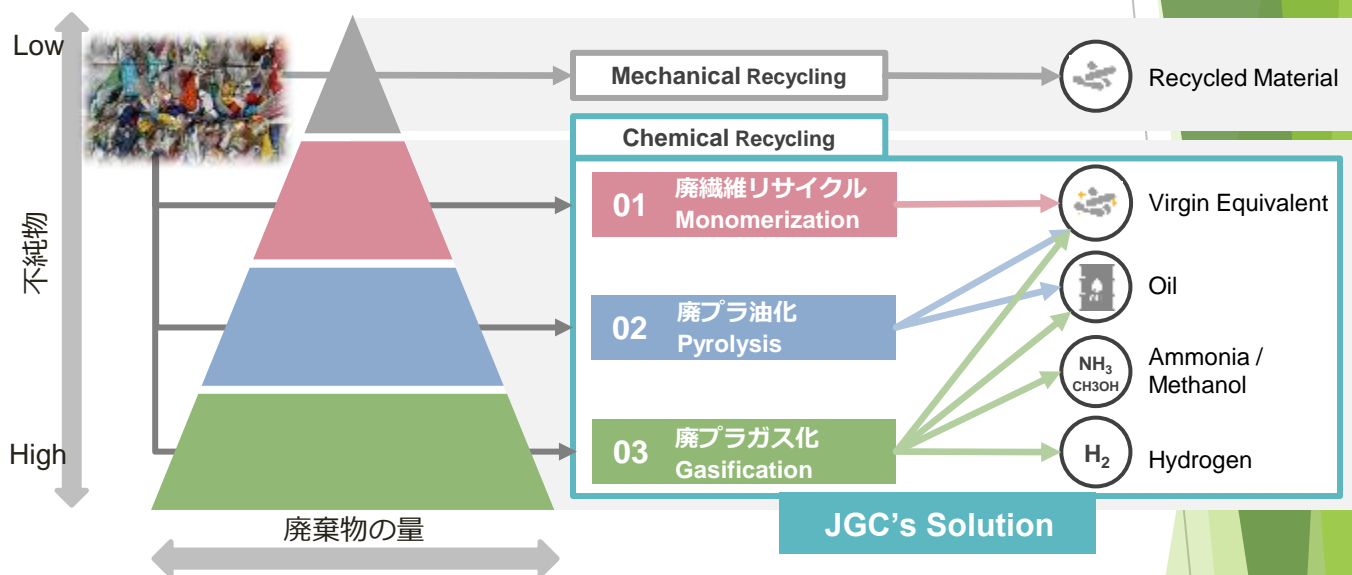 Low
Mechanical Recycling
Recycled Material
Chemical Recycling
01
廃繊維リサイクル
Monomerization
Virgin Equivalent
不純物
02
廃プラ油化
Pyrolysis
Oil
NH₃
CH3OH
Ammonia /
Methanol
High
03
廃プラガス化
Gasification
H₂
Hydrogen
JGC's Solution
廃棄物の量